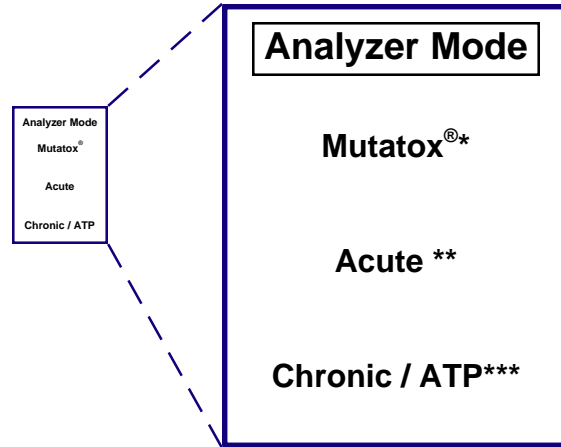 Analyzer Mode
Mutatox®
Acute
Chronic / ATP
Analyzer Mode
Mutatox®*
Acute **
Chronic / ATP***